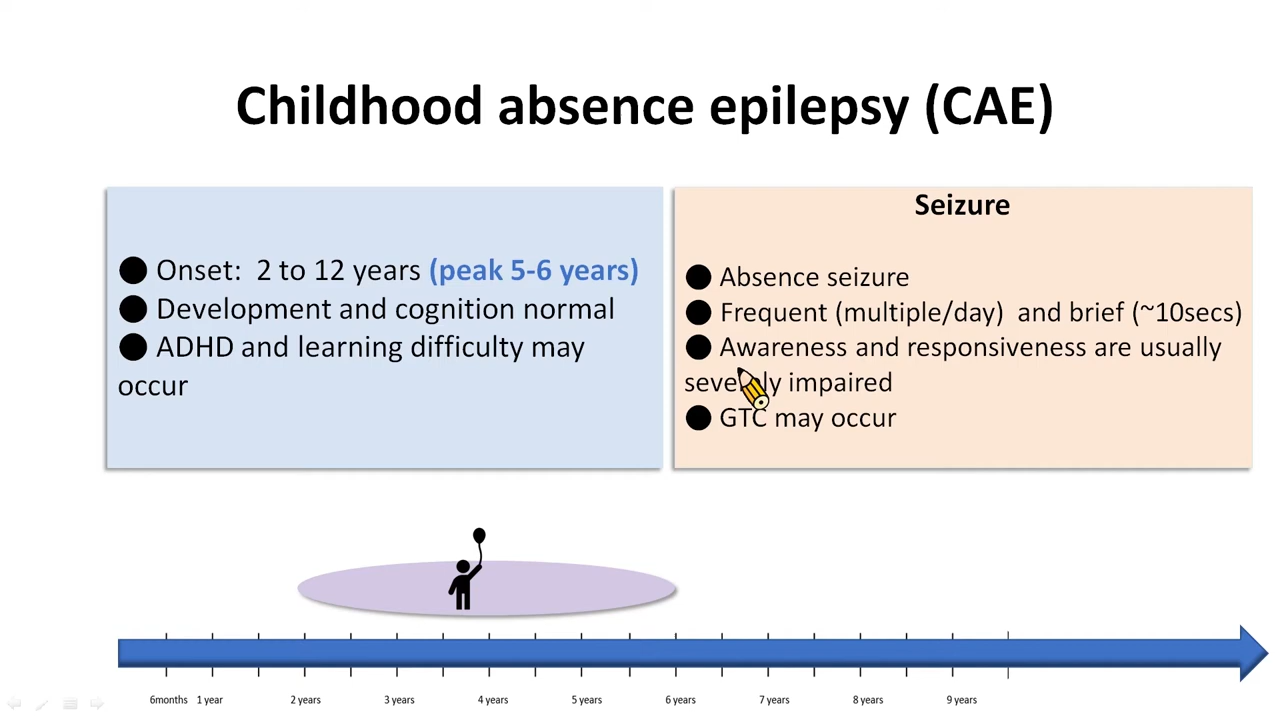 Childhood absence epilepsy (CAE)
● Onset:  2 to 12 years (peak 5-6 years)
● Development and cognition normal
● ADHD and learning difficulty may
occur
Seizure
● Absence seizure
● Frequent (multiple/day)  and brief (~10secs)
● Awareness and responsiveness are usually
severely impaired
● GTC may occur
6months 1 year 2 years 3 years 4 years 5 years 6 years 7 years 8 years 9 years